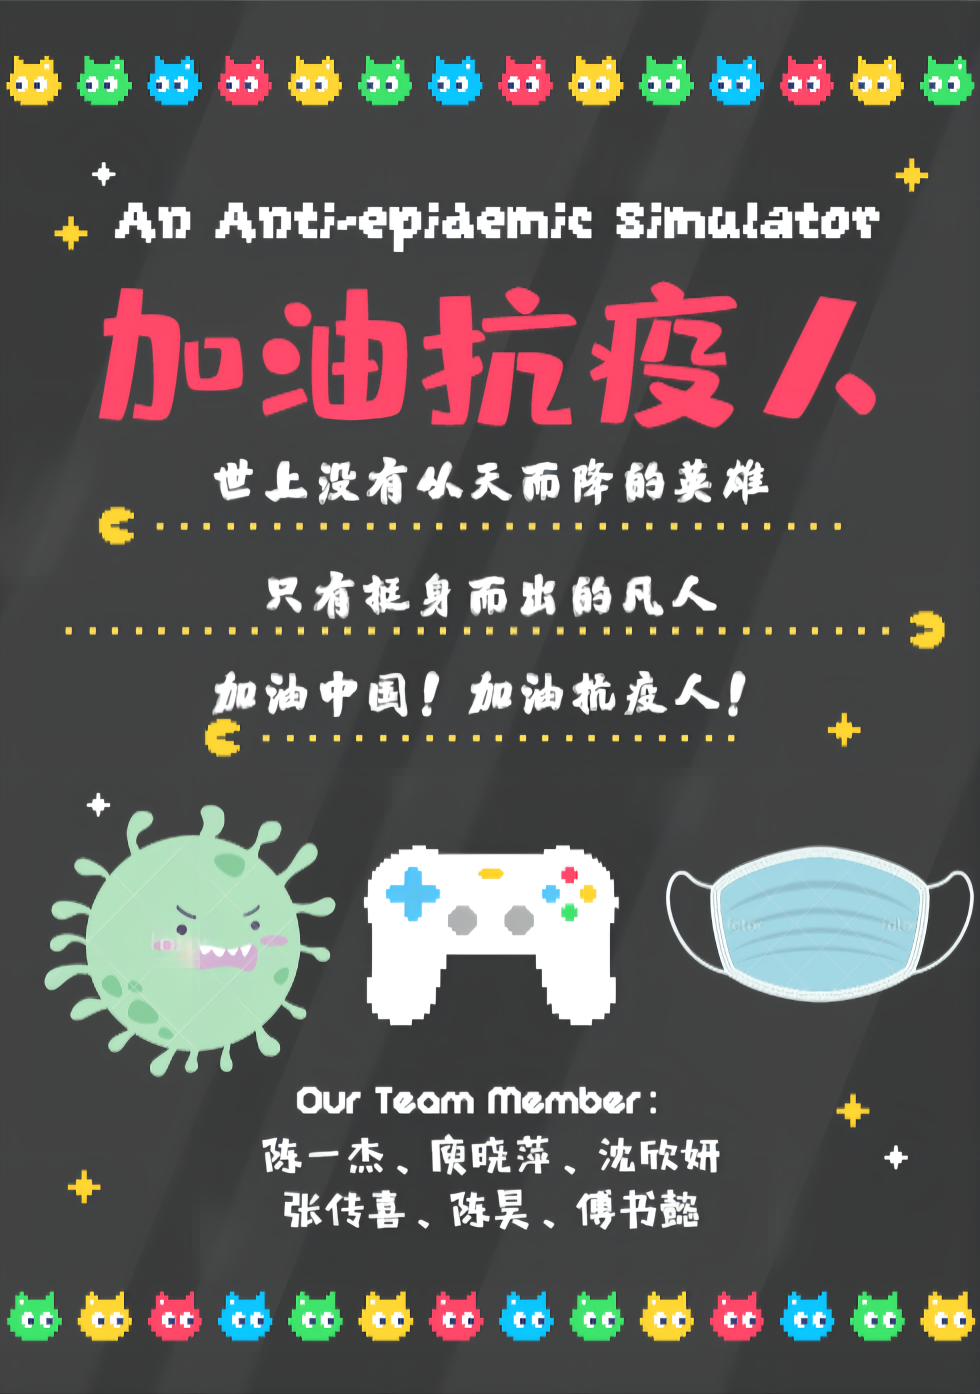 An Anti-epidemic Simulator
加油抗疫人
世上没有从天而降的英雄
只有挺身而出的凡人
加油中国！加油抗疫人！
Our Team Member:
陈一杰、庾晓萍、沈欣妍
张传喜、陈昊、傅书懿